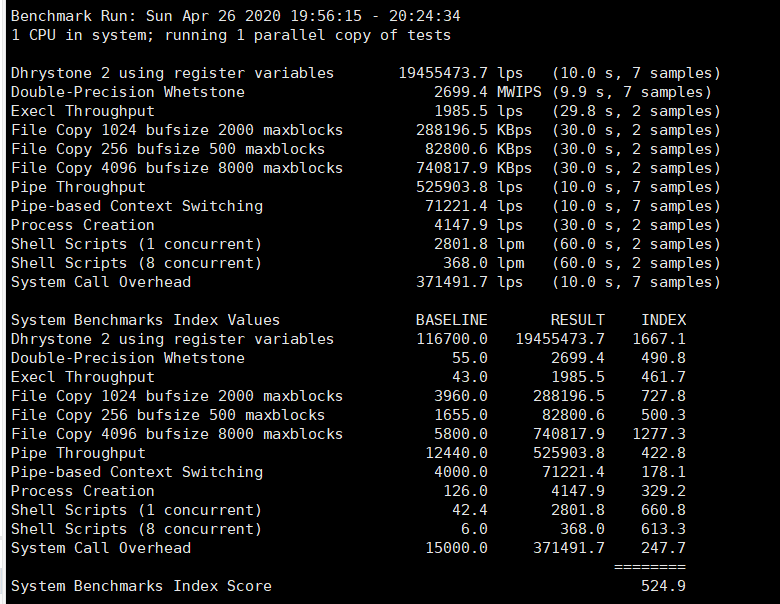 Benchmark Run: Sun Apr 26 2020 19:56:15 - 20:24:34
1 CPU in system; running 1 parallel copy of tests
Dhrystone 2 using register variables 19455473.7 lps (10.0 s, 7 samples)
Double-Precision Whetstone 2699.4 MWIPS (9.9 s, 7 samples)
Execl Throughput 1985.5 lps (29.8 s, 2 samples)
File Copy 1024 bufsize 2000 maxblocks 288196.5 KBps (30.0 s, 2 samples)
File Copy 256 bufsize 500 maxblocks 82800.6 KBps (30.0 s, 2 samples)
File Copy 4096 bufsize 8000 maxblocks 740817.9 KBps (30.0 s, 2 samples)
Pipe Throughput 525903.8 lps (10.0 s, 7 samples)
Pipe-based Context Switching 71221.4 lps (10.0 s, 7 samples)
Process Creation 4147.9 lps (30.0 s, 2 samples)
Shell Scripts (1 concurrent) 2801.8 lpm (60.0 s, 2 samples)
Shell Scripts (8 concurrent) 368.0 lpm (60.0 s, 2 samples)
System Call Overhead 371491.7 lps (10.0 s, 7 samples)
System Benchmarks Index Values BASELINE RESULT INDEX
Dhrystone 2 using register variables 116700.0 19455473.7 1667.1
Double-Precision Whetstone 55.0 2699.4 490.8
Execl Throughput 43.0 1985.5 461.7
File Copy 1024 bufsize 2000 maxblocks 3960.0 288196.5 727.8
File Copy 256 bufsize 500 maxblocks 1655.0 82800.6 500.3
File Copy 4096 bufsize 8000 maxblocks 5800.0 740817.9 1277.3
Pipe Throughput 12440.0 525903.8 422.8
Pipe-based Context Switching 4000.0 71221.4 178.1
Process Creation 126.0 4147.9 329.2
Shell Scripts (1 concurrent) 42.4 2801.8 660.8
Shell Scripts (8 concurrent) 6.0 368.0 613.3
System Call Overhead 15000.0 371491.7 247.7
========
System Benchmarks Index Score 524.9